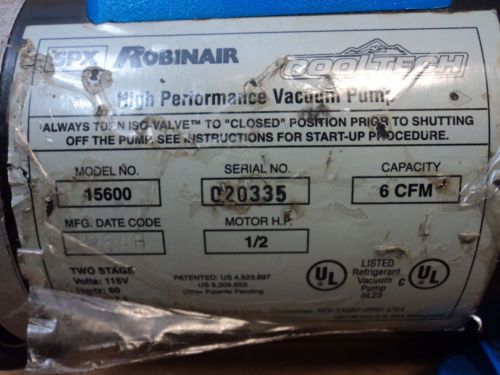 SPX ROBINAIR COOLTECH
High Performance Vacuum Pump
ALWAYS TURN ISO-VALVE™ TO "CLOSED" POSITION PRIOR TO SHUTTING
OFF THE PUMP. SEE INSTRUCTIONS FOR START-UP PROCEDURE.
MODEL NO. SERIAL NO. CAPACITY
15600 020335 6 CFM
MFG. DATE CODE MOTOR H.P.
1/2
TWO STAGE
Volts: 115V
Hertz: 60
PATENTED: US 4,523,897
US 5,209,653
Other Patents Pending
UL LISTED UL
Refrigerant
Vacuum
Pump
5L23
C